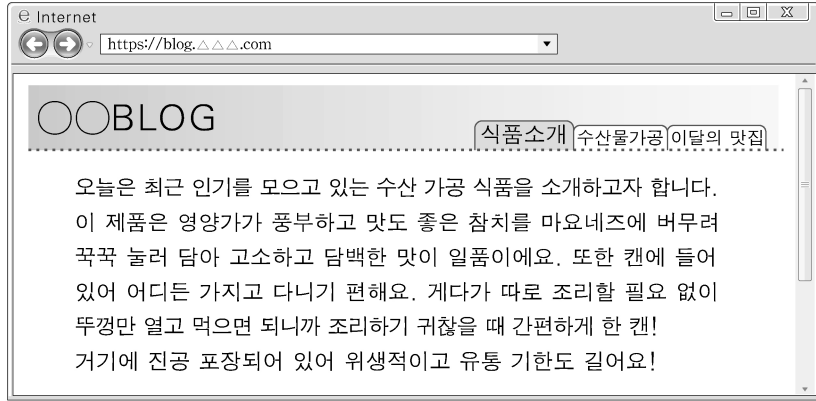 e Internet
https://blog.△△△.com
○○BLOG
식품소개 수산물가공 이달의 맛집
오늘은 최근 인기를 모으고 있는 수산 가공 식품을 소개하고자 합니다.
이 제품은 영양가가 풍부하고 맛도 좋은 참치를 마요네즈에 버무려
꾹꾹 눌러 담아 고소하고 담백한 맛이 일품이에요. 또한 캔에 들어
있어 어디든 가지고 다니기 편해요. 게다가 따로 조리할 필요 없이
뚜껑만 열고 먹으면 되니까 조리하기 귀찮을 때 간편하게 한 캔!
거기에 진공 포장되어 있어 위생적이고 유통 기한도 길어요!